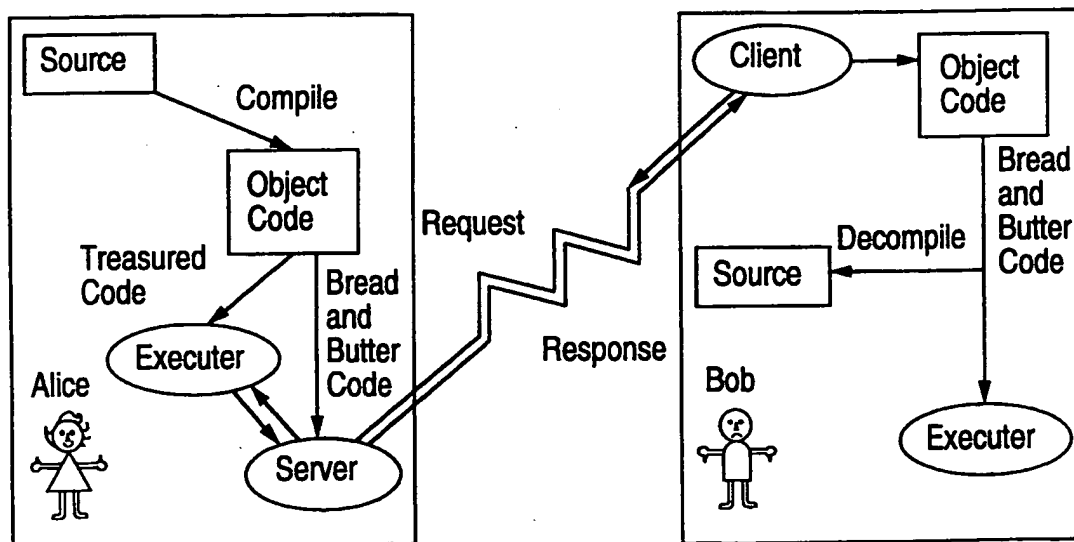 Source
Compile
Object
Code
Treasured
Code
Bread
and
Butter
Code
Executer
Alice
Server
Request
Response
Client
Object
Code
Bread
and
Butter
Code
Decompile
Source
Bob
Executer